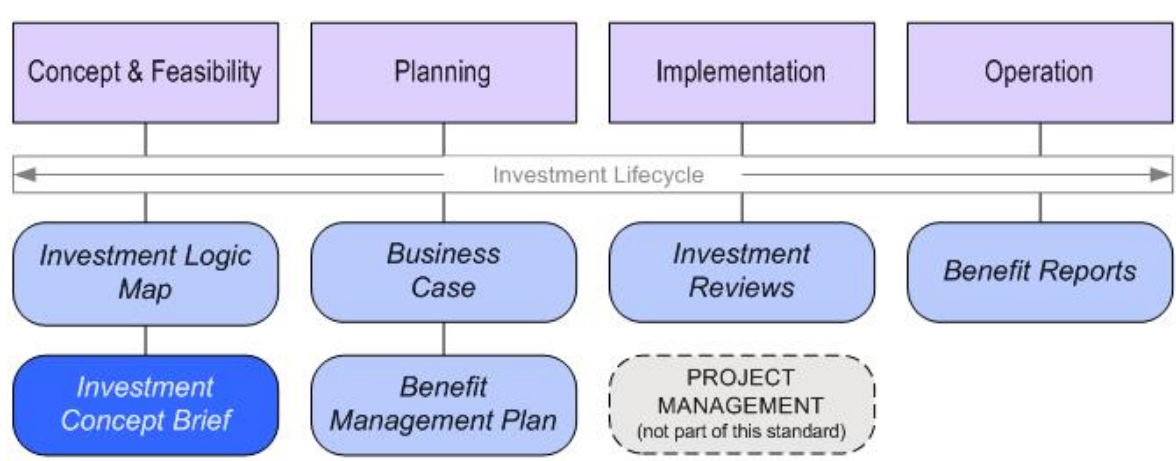 Concept & Feasibility
Planning
Implementation
Operation
Investment Lifecycle
Investment Logic
Map
Business
Case
Investment
Reviews
Benefit Reports
Investment
Concept Brief
Benefit
Management Plan
PROJECT
MANAGEMENT
(not part of this standard)